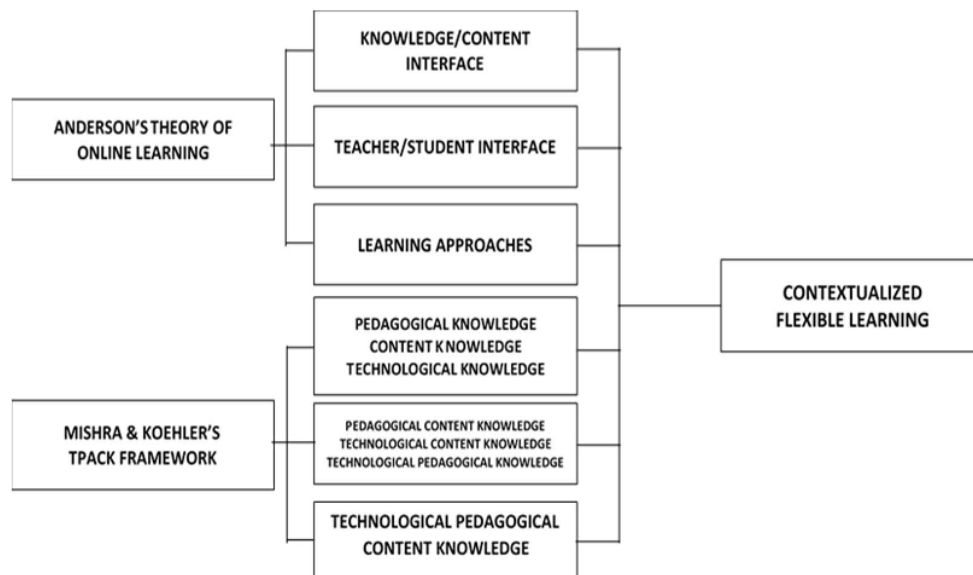 KNOWLEDGE/CONTENT
INTERFACE
ANDERSON'S THEORY OF
ONLINE LEARNING
TEACHER/STUDENT INTERFACE
LEARNING APPROACHES
PEDAGOGICAL KNOWLEDGE
CONTENT KNOWLEDGE
TECHNOLOGICAL KNOWLEDGE
MISHRA & KOEHLER'S
TPACK FRAMEWORK
PEDAGOGICAL CONTENT KNOWLEDGE
TECHNOLOGICAL CONTENT KNOWLEDGE
TECHNOLOGICAL PEDAGOGICAL KNOWLEDGE
TECHNOLOGICAL PEDAGOGICAL
CONTENT KNOWLEDGE
CONTEXTUALIZED
FLEXIBLE LEARNING